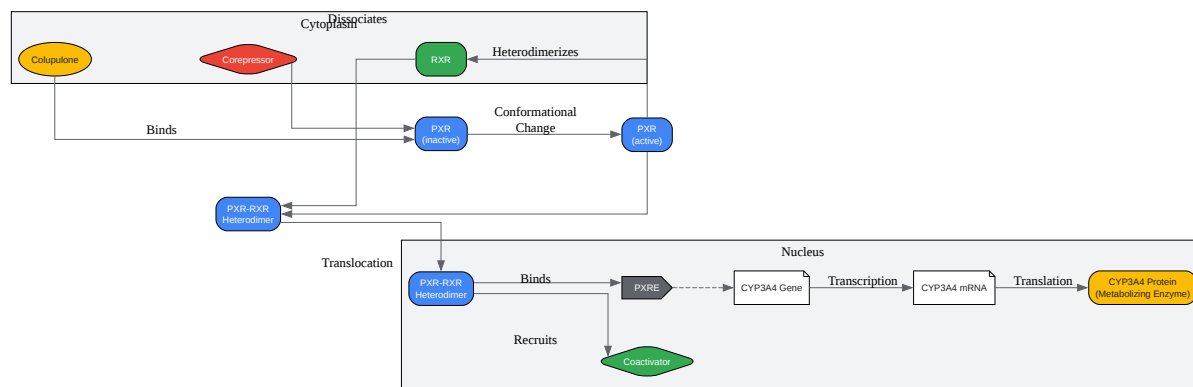 Dissociates
Cytoplasm
Colupulone
Corepressor
RXR
Heterodimerizes
Binds
PXR
(inactive)
Conformational
Change
PXR
(active)
PXR-RXR
Heterodimer
Translocation
Nucleus
PXR-RXR
Heterodimer
Binds
PXRE
CYP3A4 Gene
Transcription
CYP3A4 mRNA
Translation
CYP3A4 Protein
(Metabolizing Enzyme)
Recruits
Coactivator